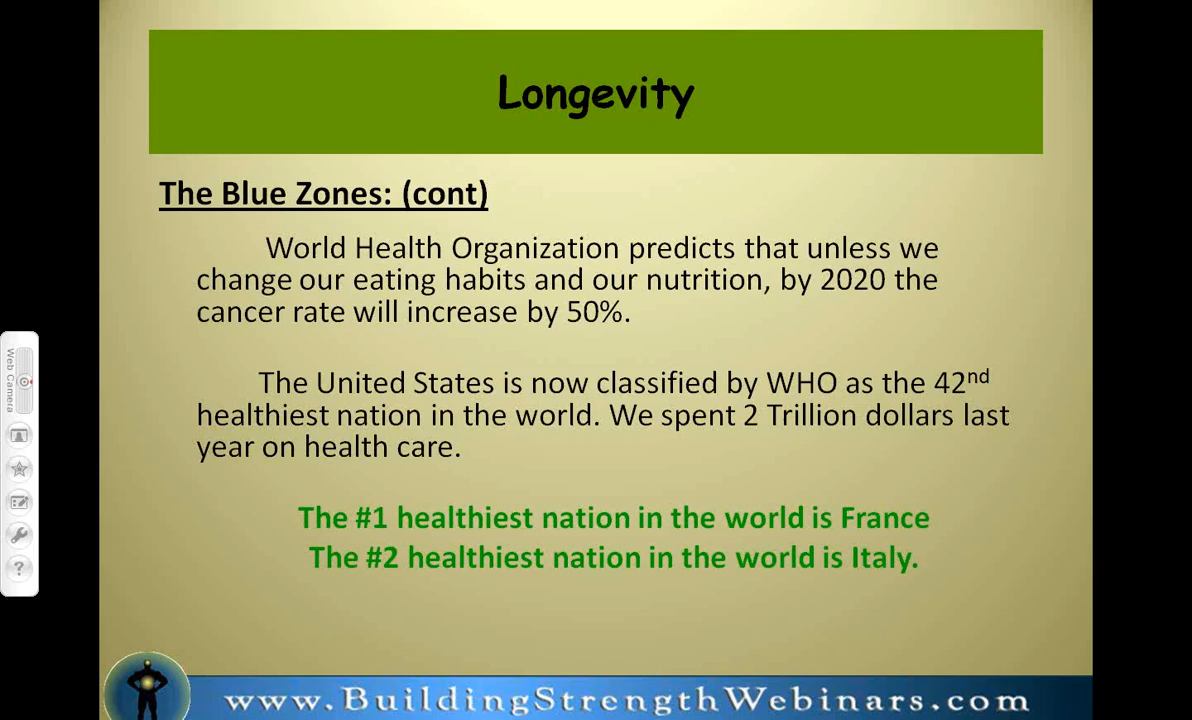 Longevity
The Blue Zones: (cont)
World Health Organization predicts that unless we
change our eating habits and our nutrition, by 2020 the
cancer rate will increase by 50%.
The United States is now classified by WHO as the 42nd
healthiest nation in the world. We spent 2 Trillion dollars last
year on health care.
The #1 healthiest nation in the world is France
The #2 healthiest nation in the world is Italy.
Web Camera
?
www.BuildingStrengthWebinars.com